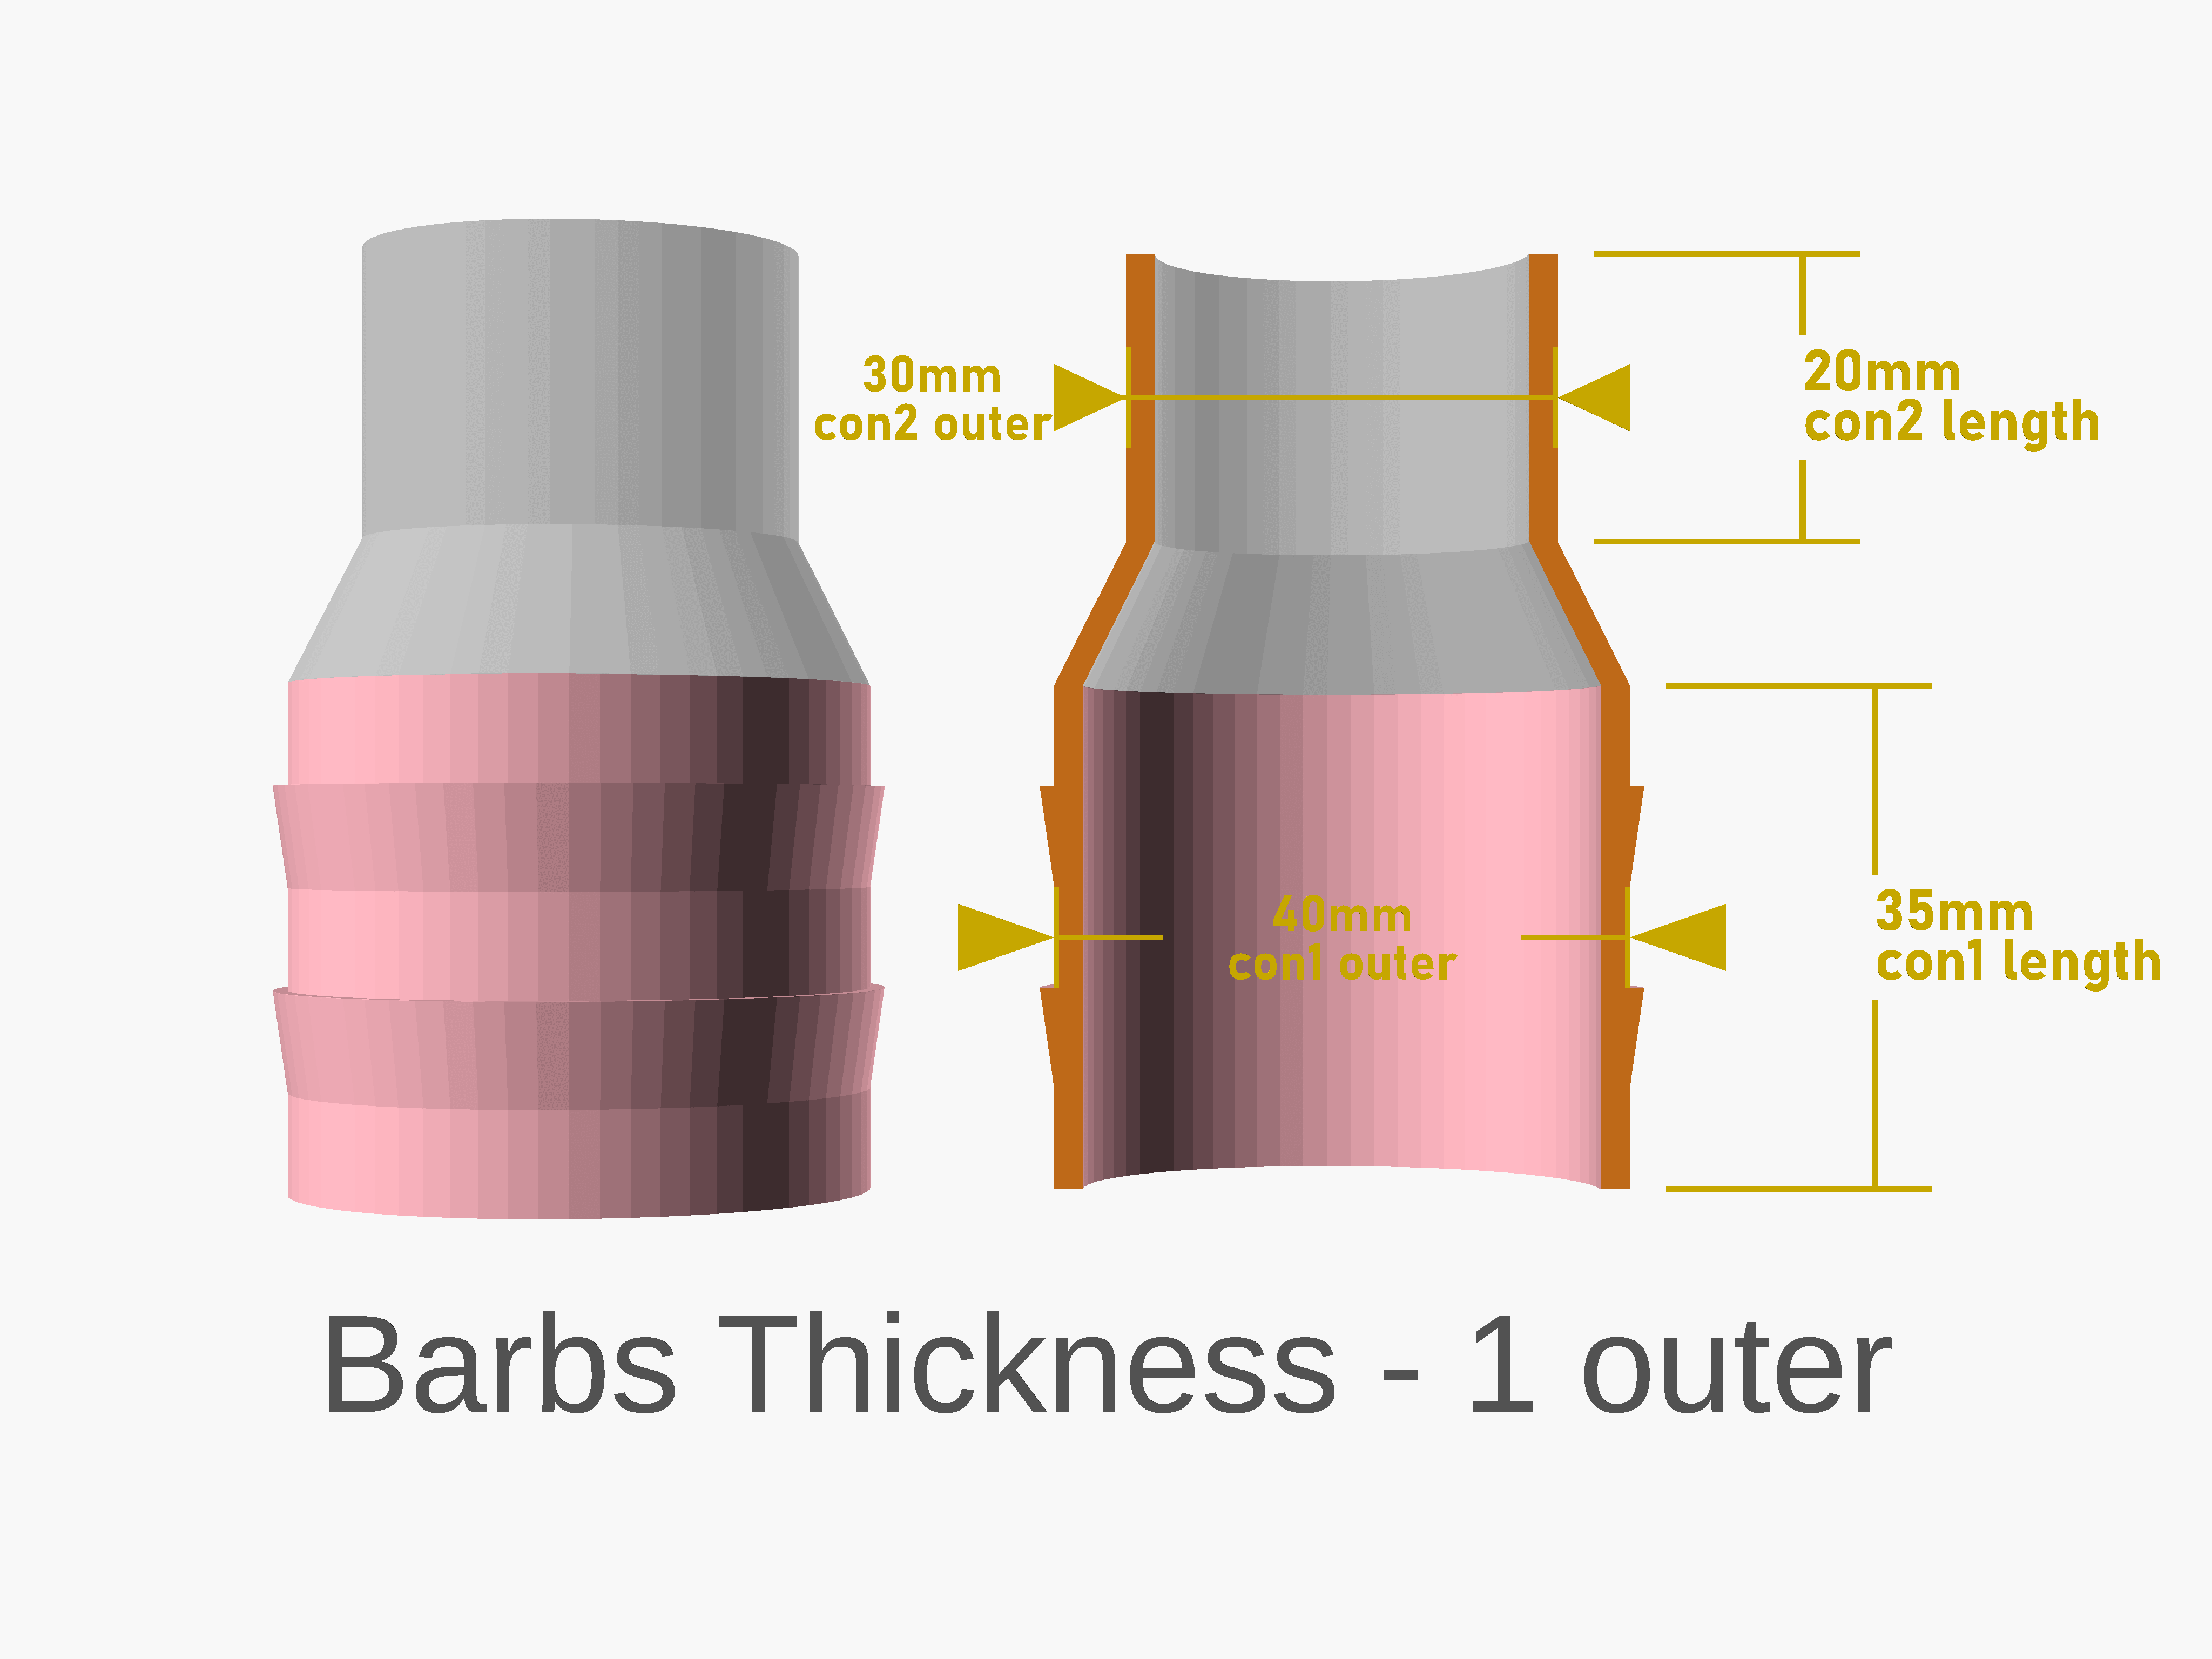 30mm
con2 outer
20mm
con2 length
40mm
con1 outer
35mm
con1 length
Barbs Thickness - 1 outer